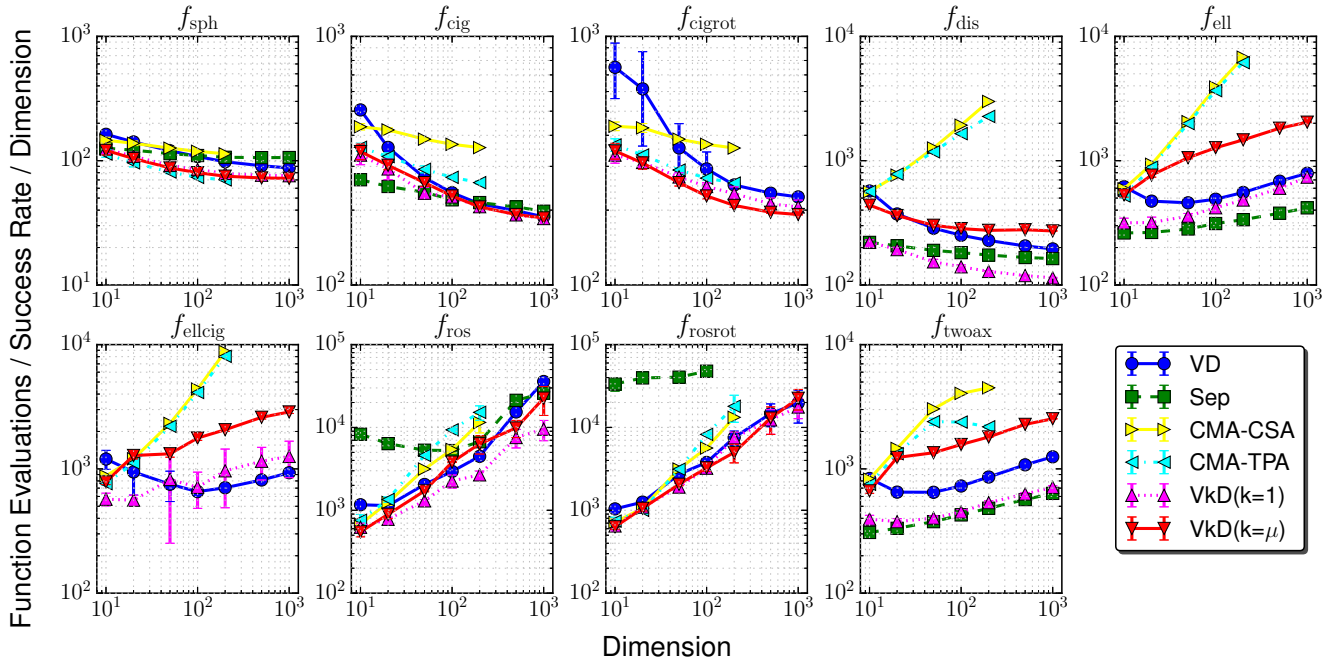 Function Evaluations / Success Rate / Dimension
f_sph
f_cig
f_cigrot
f_dis
f_ell
10^3
10^2
10^1
10^1 10^2 10^3
10^3
10^2
10^1 10^2 10^3
10^3
10^2
10^1 10^2 10^3
10^4
10^3
10^2
10^1 10^2 10^3
10^4
10^3
10^2
10^1 10^2 10^3
f_ellcig
f_ros
f_rosrot
f_twoax
10^4
10^3
10^2
10^1 10^2 10^3
10^5
10^4
10^3
10^2
10^1 10^2 10^3
10^5
10^4
10^3
10^2
10^1 10^2 10^3
10^4
10^3
10^2
10^1 10^2 10^3
VD
Sep
CMA-CSA
CMA-TPA
VkD(k=1)
VkD(k=μ)
Dimension